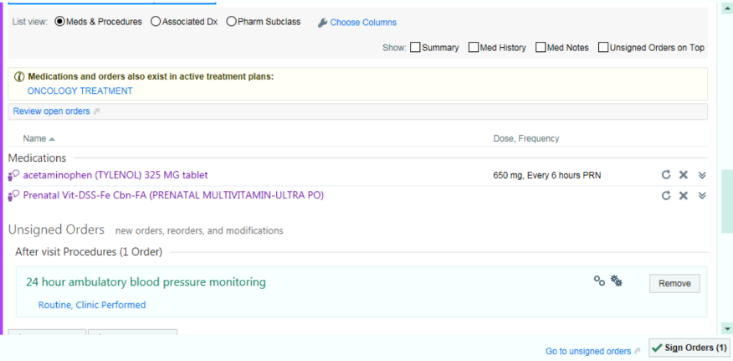 List view: Meds & Procedures Associated Dx Pharm Subclass Choose Columns
Show: Summary Med History Med Notes Unsigned Orders on Top
Medications and orders also exist in active treatment plans:
ONCOLOGY TREATMENT
Review open orders
Name Dose, Frequency
Medications
acetaminophen (TYLENOL) 325 MG tablet 650 mg, Every 6 hours PRN
Prenatal Vit-DSS-Fe Cbn-FA (PRENATAL MULTIVITAMIN-ULTRA PO)
Unsigned Orders new orders, reorders, and modifications
After visit Procedures (1 Order)
24 hour ambulatory blood pressure monitoring Remove
Routine, Clinic Performed
Go to unsigned orders Sign Orders (1)